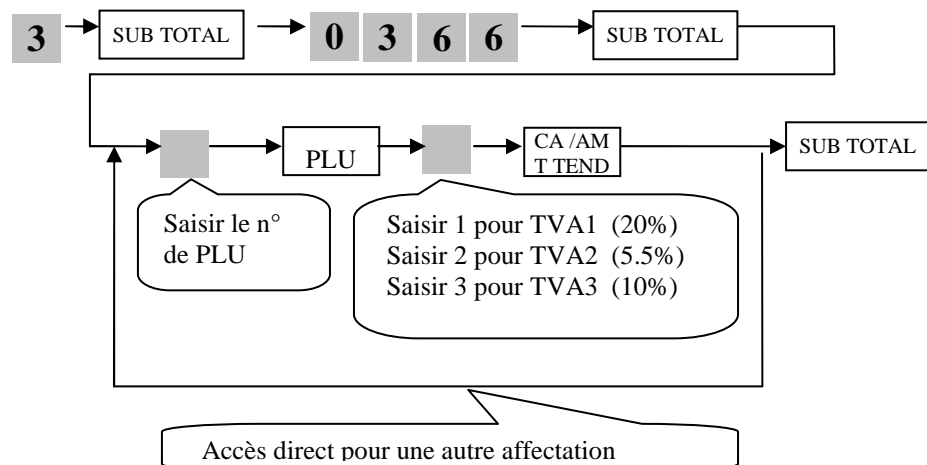 3 SUB TOTAL 0 3 6 6 SUB TOTAL
PLU CA /AM
T TEND SUB TOTAL
Saisir le n°
de PLU
Saisir 1 pour TVA1 (20%)
Saisir 2 pour TVA2 (5.5%)
Saisir 3 pour TVA3 (10%)
Accès direct pour une autre affectation